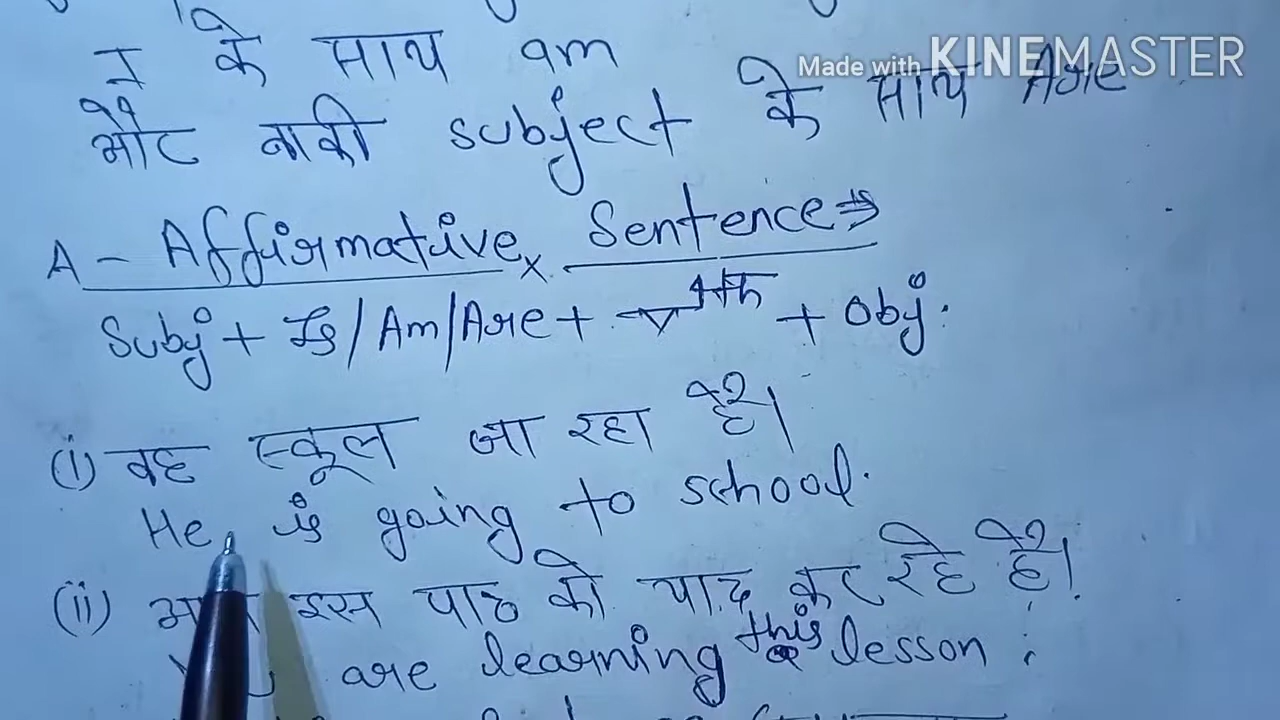 I के साथ am
Made with KINEMASTER
और बाकी subject के साथ Are
A - Affirmative Sentence ⇒
Subj + Is/Am/Are + V 4th + Obj.
(i) वह स्कूल जा रहा है।
He is going to school.
(ii) इस पाठ को याद कर रहे हैं।
are learning this lesson :